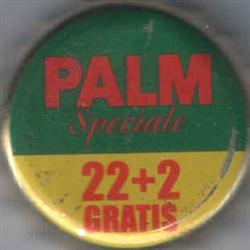 PALM
Speciale
22+2
GRATIS